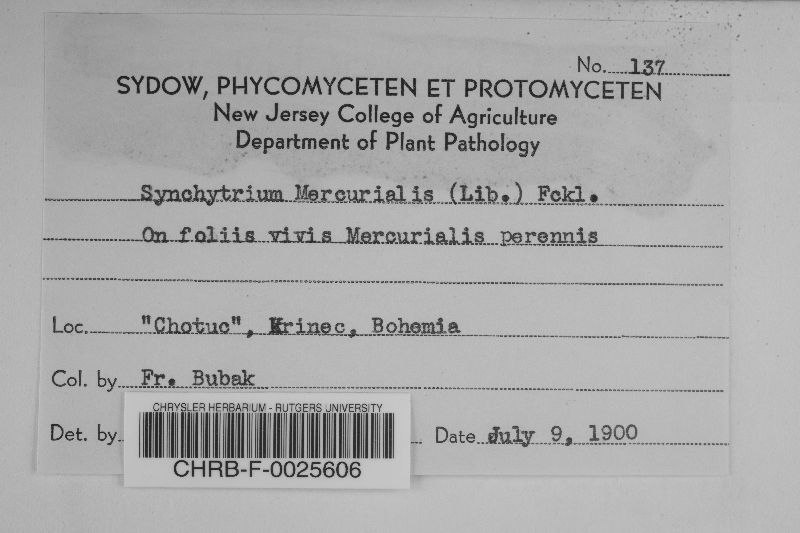 No. 137
SYDOW, PHYCOMYCETEN ET PROTOMYCETEN
New Jersey College of Agriculture
Department of Plant Pathology
Synchytrium Mercurialis (Lib.) Fckl.
On foliis vivis Mercurialis perennis
Loc. "Chotuc", Krinec, Bohemia
Col. by Fr. Bubak
CHRYSLER HERBARIUM - RUTGERS UNIVERSITY
Det. by Date July 9, 1900
CHRB-F-0025606